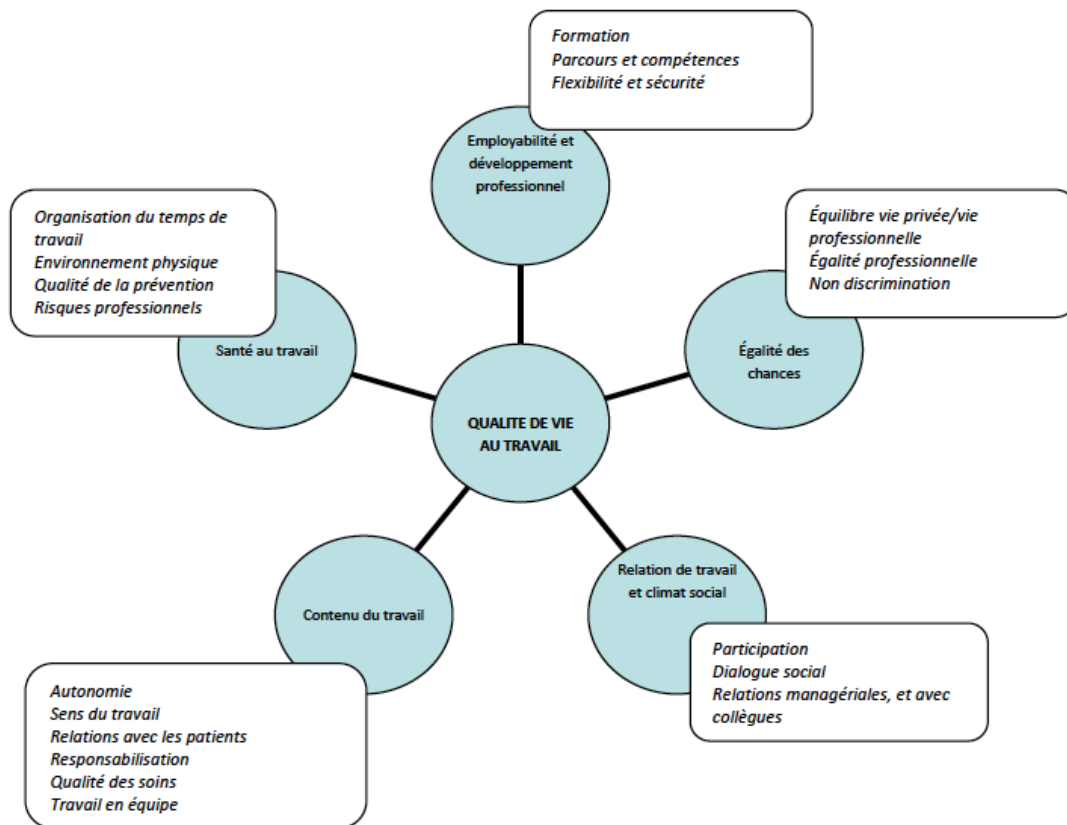 Formation
Parcours et compétences
Flexibilité et sécurité
Employabilité et
développement
professionnel
Organisation du temps de
travail
Environnement physique
Qualité de la prévention
Risques professionnels
Santé au travail
Équilibre vie privée/vie
professionnelle
Égalité professionnelle
Non discrimination
Égalité des
chances
QUALITE DE VIE
AU TRAVAIL
Contenu du travail
Autonomie
Sens du travail
Relations avec les patients
Responsabilisation
Qualité des soins
Travail en équipe
Relation de travail
et climat social
Participation
Dialogue social
Relations managériales, et avec
collègues